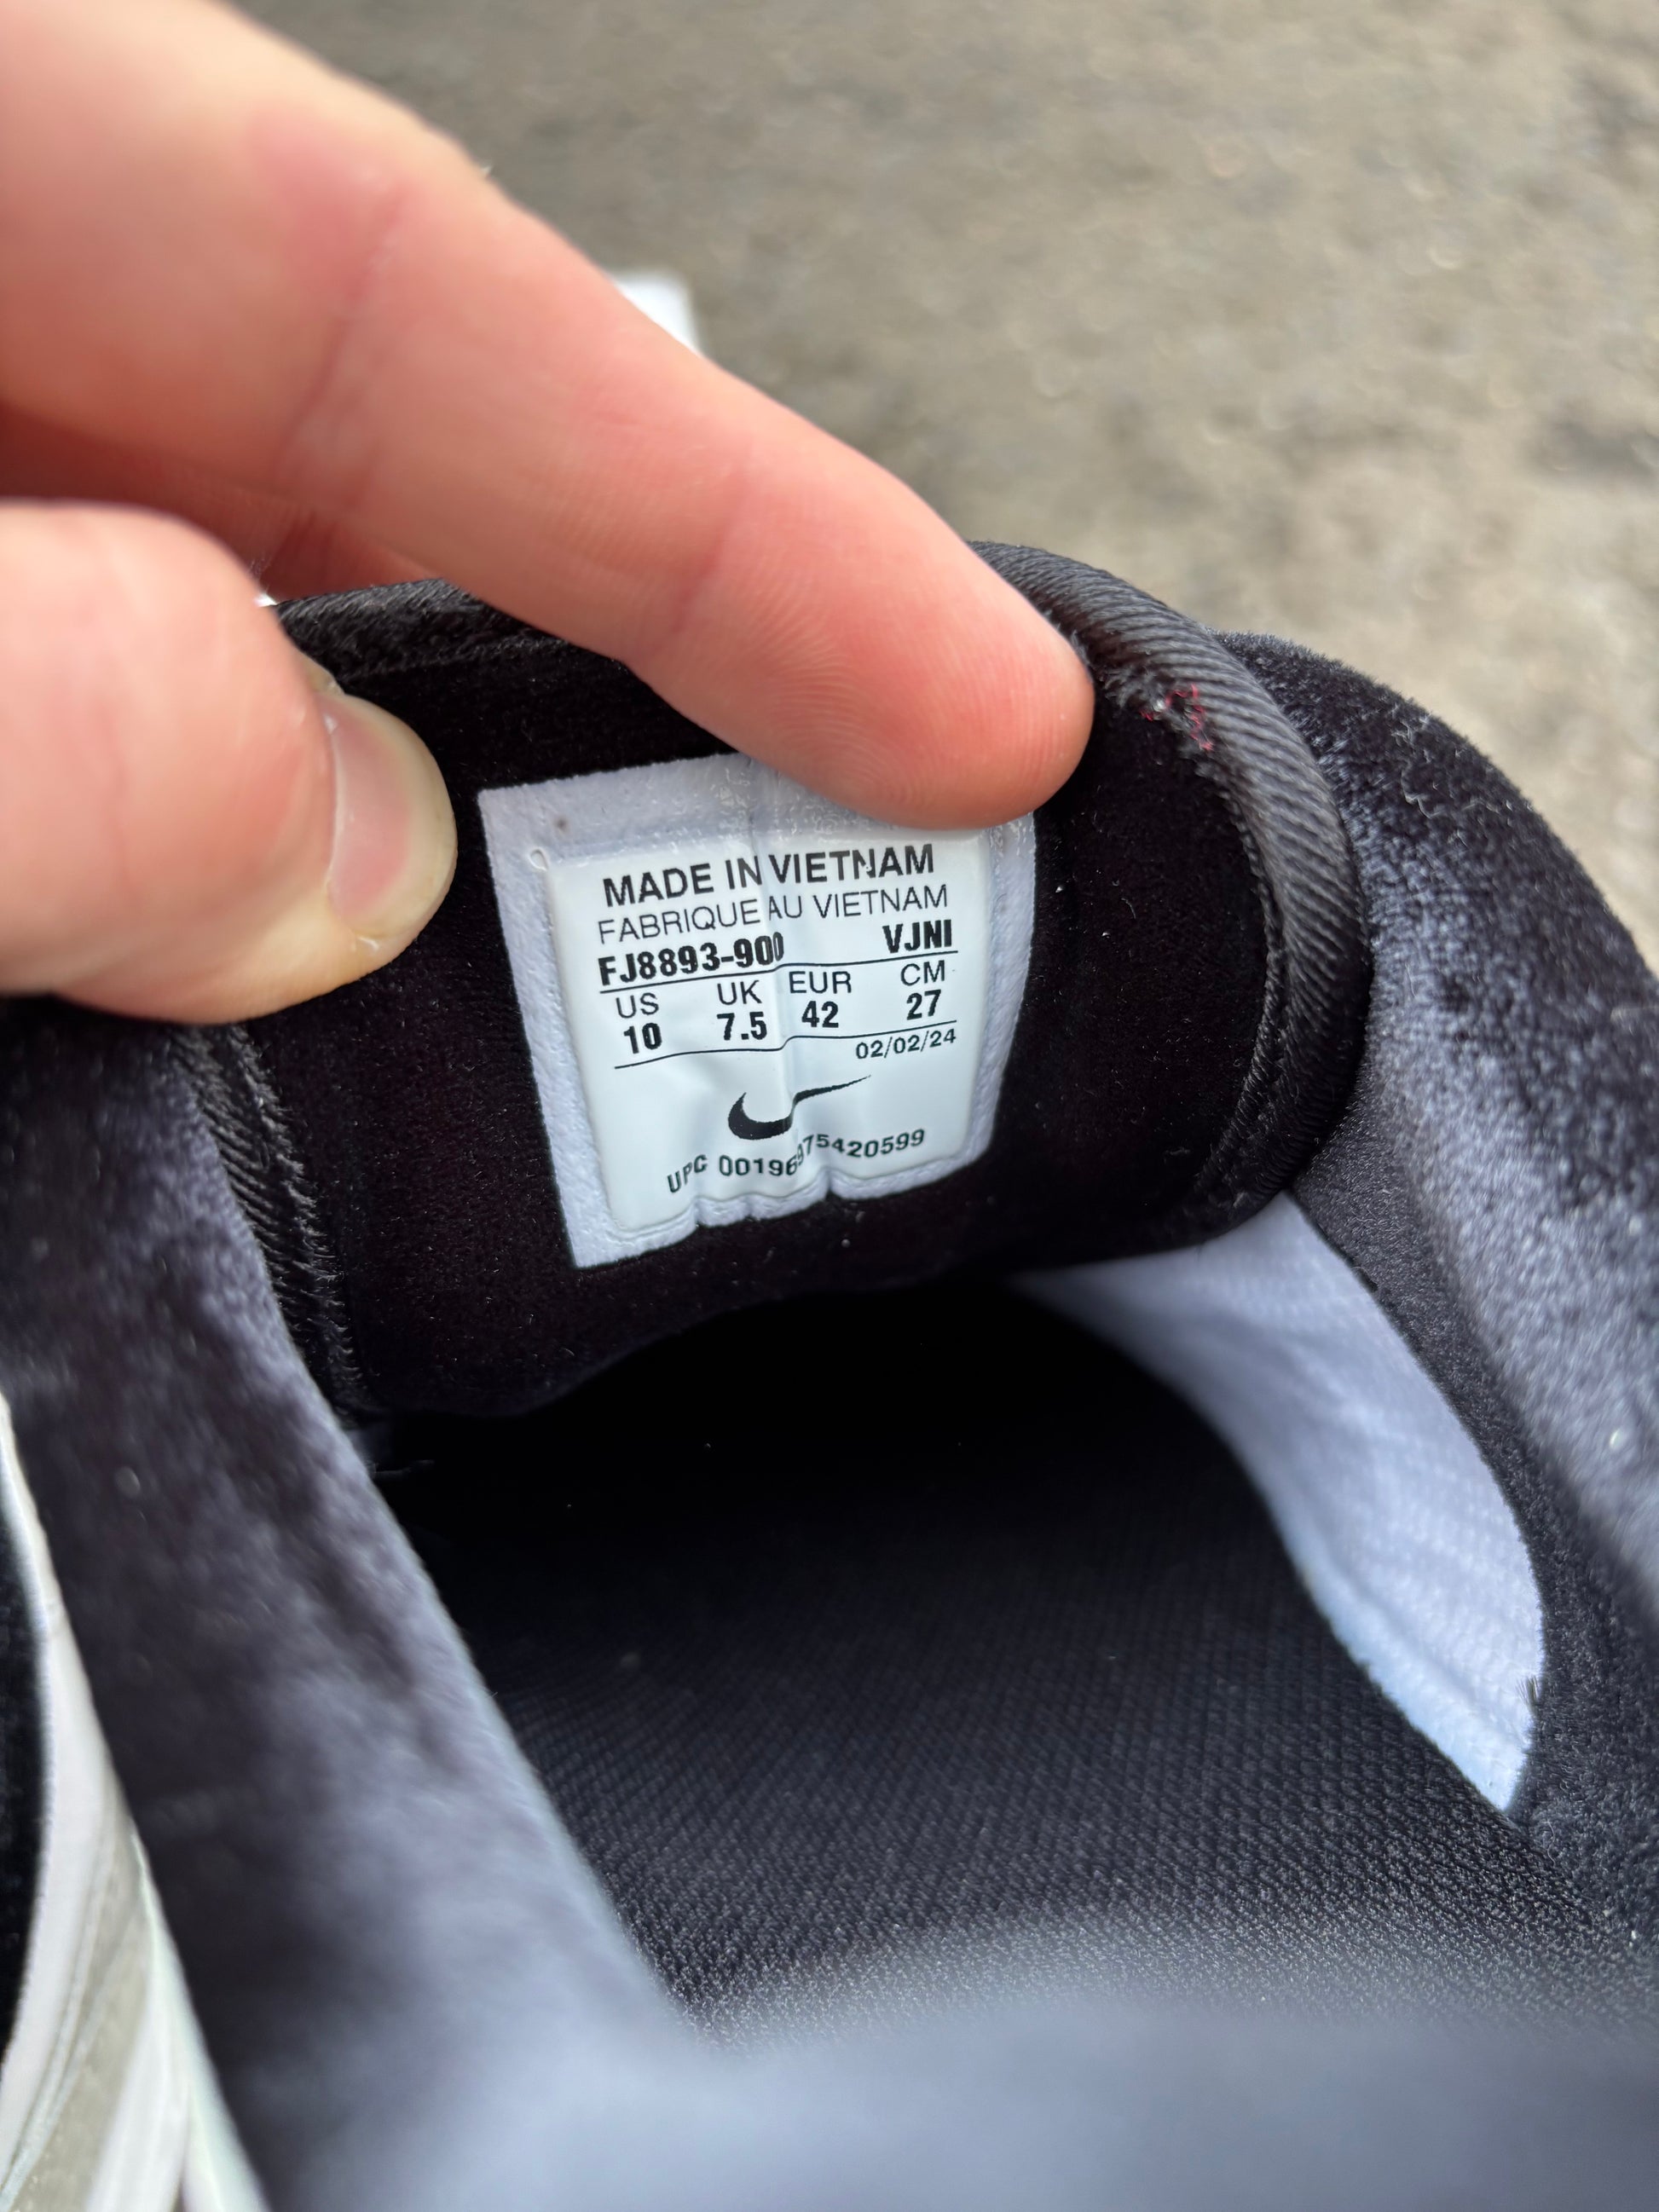 MADE IN VIETNAM
FABRIQUE AU VIETNAM
FJ8893-900 VJNI
US UK EUR CM
10 7.5 42 27
02/02/24
UPC 00196975420599